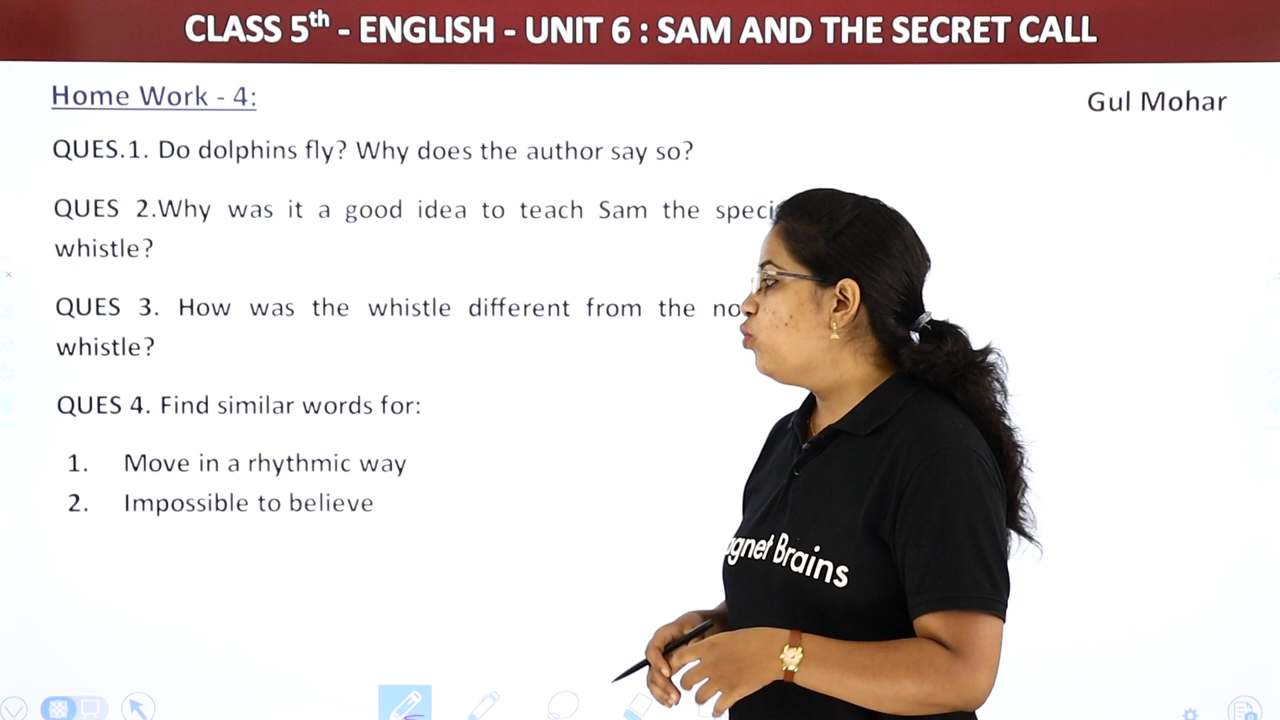 CLASS 5th - ENGLISH - UNIT 6 : SAM AND THE SECRET CALL
Home Work - 4:
Gul Mohar
QUES.1. Do dolphins fly? Why does the author say so?
QUES 2.Why was it a good idea to teach Sam the
whistle?
QUES 3. How was the whistle different from the
whistle?
QUES 4. Find similar words for:
1. Move in a rhythmic way
2. Impossible to believe
Brains